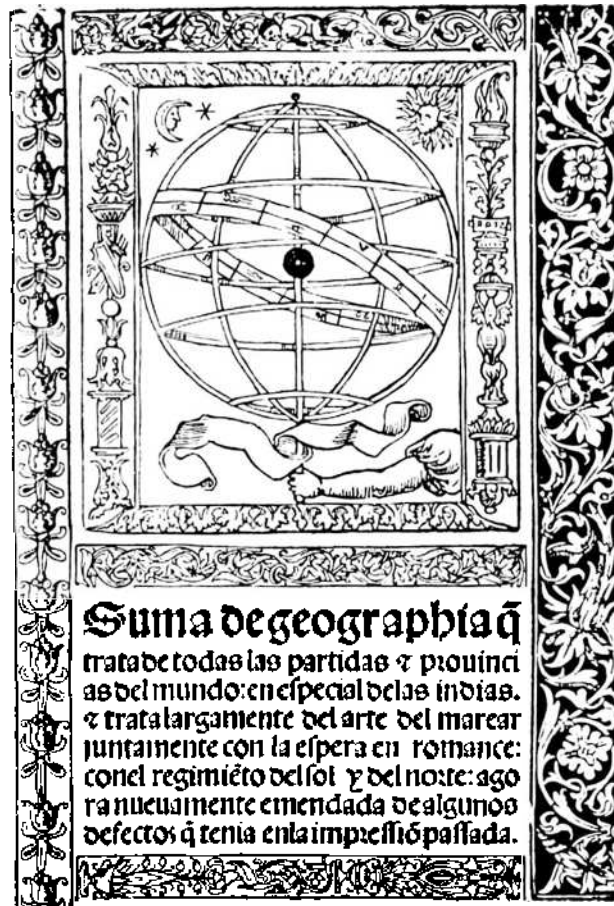 Suma de geographia q̃
trata de todas las partidas ⁊ prouinci
as del mundo: en especial delas indias.
⁊ trata largamente del arte del marear
juntamente con la espera en romance:
con el regimiẽto del sol y del norte: ago
ra nueuamente emendada de algunos
defectos q̃ tenia enla impressiõ passada.